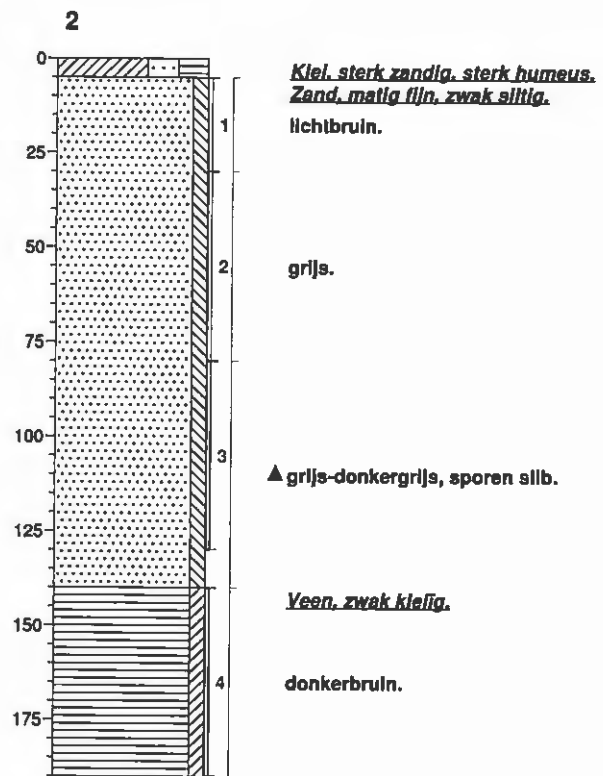 2
0
Klei, sterk zandig, sterk humeus.
Zand, matig fijn, zwak siltig.
1
lichtbruin.
25
50
2
grijs.
75
100
3
▲ grijs-donkergrijs, sporen slib.
125
Veen, zwak kleiig.
150
4
donkerbruin.
175